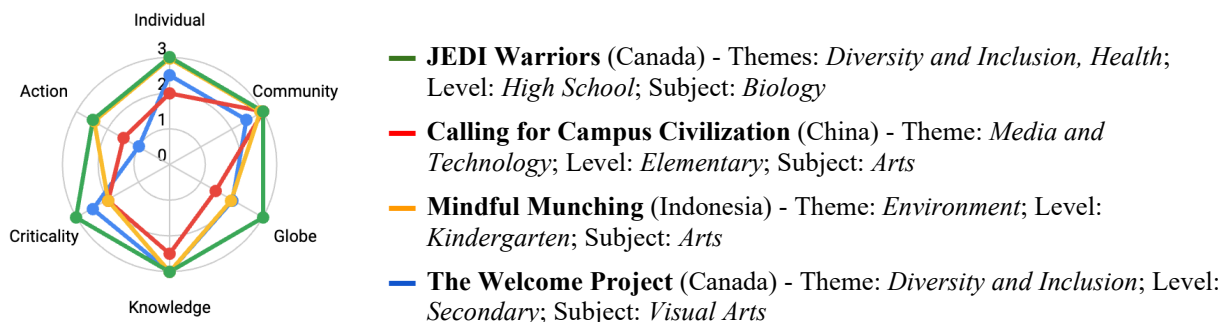 Individual
3
2
1
0
Action
Community
Criticality
Globe
Knowledge
JEDI Warriors (Canada) - Themes: Diversity and Inclusion, Health;
Level: High School; Subject: Biology
Calling for Campus Civilization (China) - Theme: Media and
Technology; Level: Elementary; Subject: Arts
Mindful Munching (Indonesia) - Theme: Environment; Level:
Kindergarten; Subject: Arts
The Welcome Project (Canada) - Theme: Diversity and Inclusion; Level:
Secondary; Subject: Visual Arts